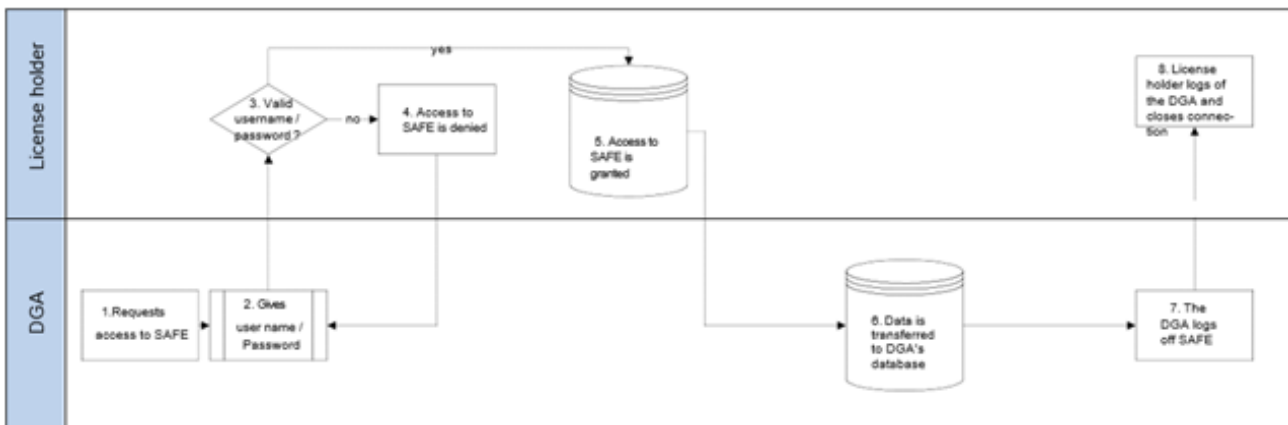 License holder
yes
3. Valid
username /
password ?
no
4. Access to
SAFE is denied
5. Access to
SAFE is
granted
8. License
holder logs of
the DGA and
closes connec-
tion
DGA
1.Requests
access to SAFE
2. Gives
user name /
Password
6. Data is
transferred
to DGA's
database
7. The
DGA logs
off SAFE